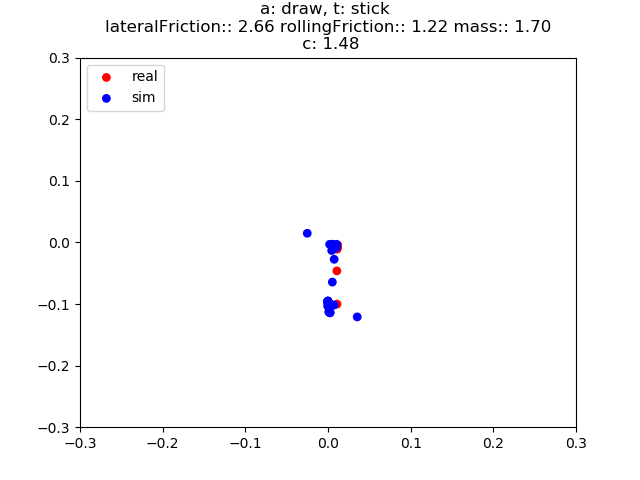 a: draw, t: stick
lateralFriction:: 2.66 rollingFriction:: 1.22 mass:: 1.70
c: 1.48
real
sim
0.3
0.2
0.1
0.0
−0.1
−0.2
−0.3
−0.3
−0.2
−0.1
0.0
0.1
0.2
0.3